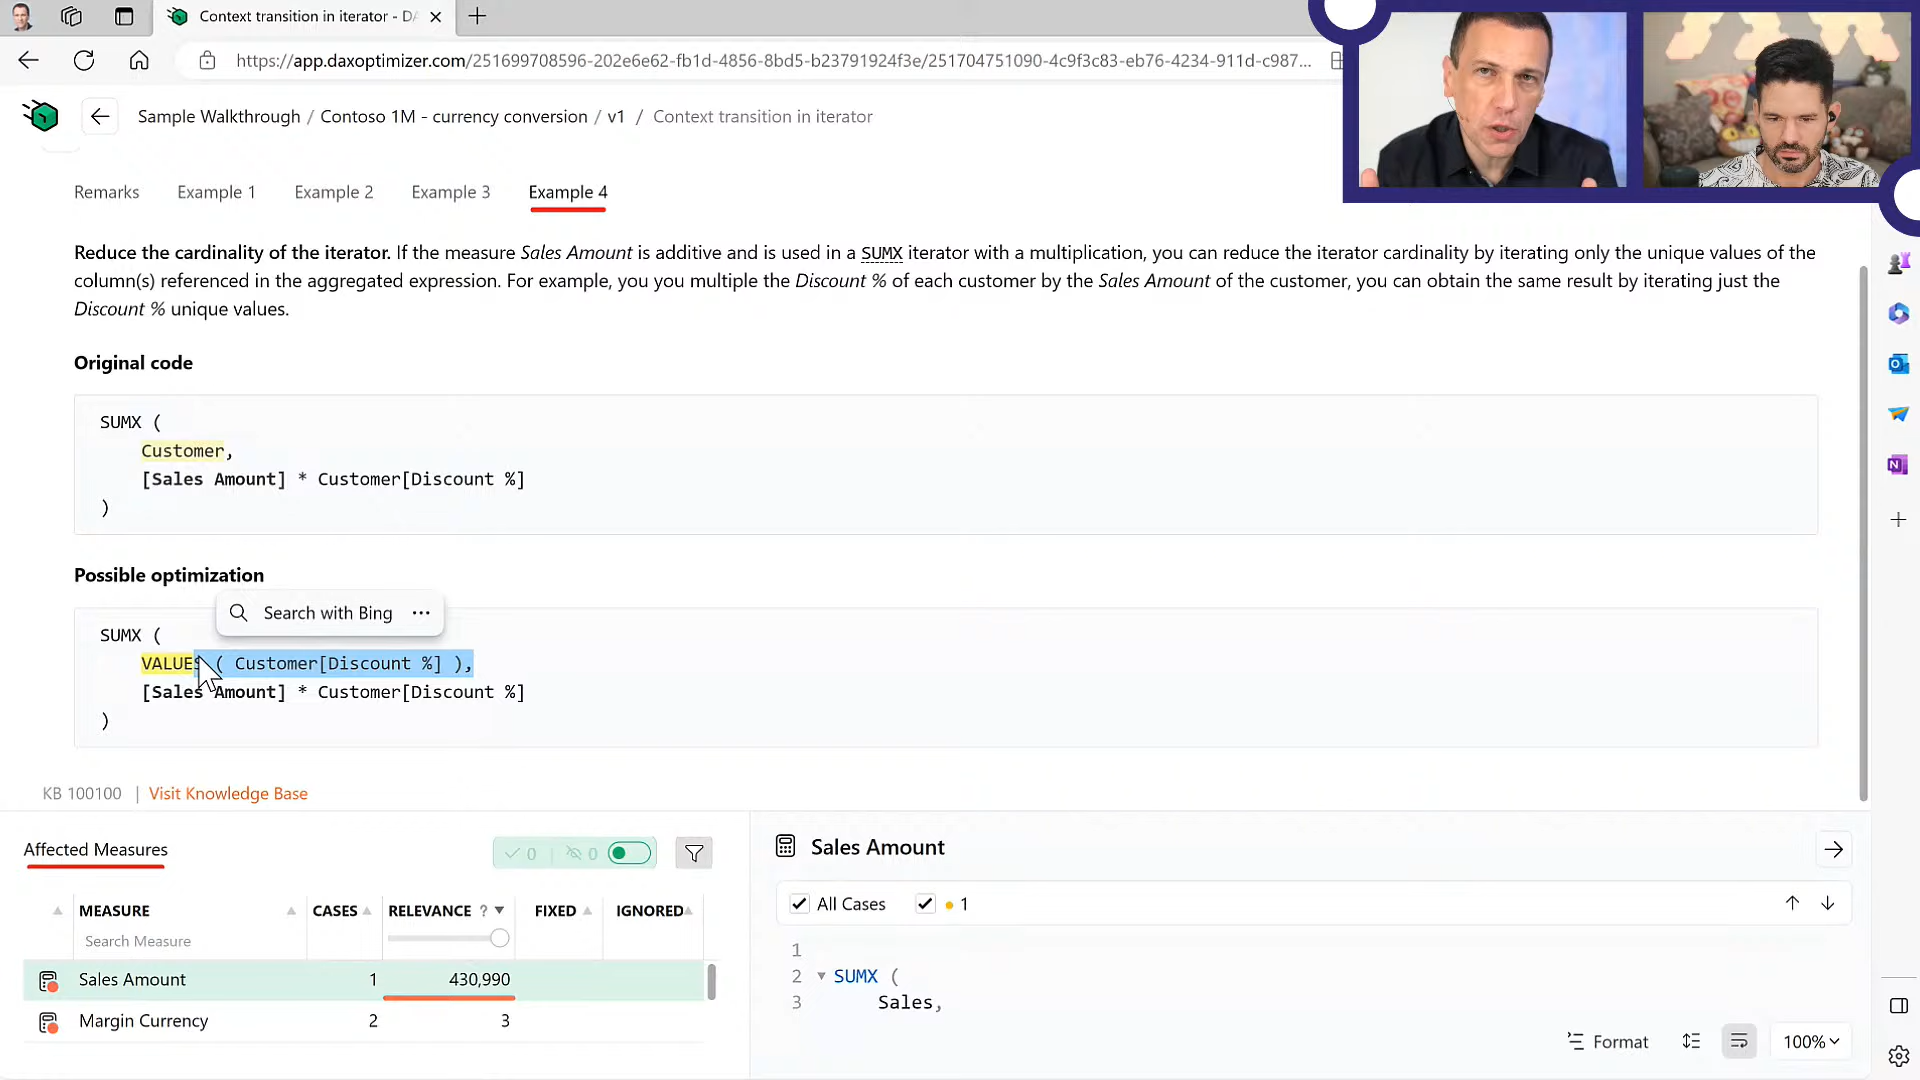 Context transition in iterator - DA
https://app.daxoptimizer.com/251699708596-202e6e62-fb1d-4856-8bd5-b23791924f3e/251704751090-4c9f3c83-eb76-4234-911d-c987...
Sample Walkthrough / Contoso 1M - currency conversion / v1 / Context transition in iterator
Remarks Example 1 Example 2 Example 3 Example 4
Reduce the cardinality of the iterator. If the measure Sales Amount is additive and is used in a SUMX iterator with a multiplication, you can reduce the iterator cardinality by iterating only the unique values of the
column(s) referenced in the aggregated expression. For example, you you multiple the Discount % of each customer by the Sales Amount of the customer, you can obtain the same result by iterating just the
Discount % unique values.
Original code
SUMX (
Customer,
[Sales Amount] * Customer[Discount %]
)
Possible optimization
Search with Bing ...
SUMX (
VALUES ( Customer[Discount %] ),
[Sales Amount] * Customer[Discount %]
)
KB 100100 | Visit Knowledge Base
Affected Measures
0 | 0
MEASURE CASES RELEVANCE ? FIXED IGNORED
Search Measure
Sales Amount 1 430,990
Margin Currency 2 3
Sales Amount
All Cases 1
1
2 SUMX (
3 Sales,
Format 100%